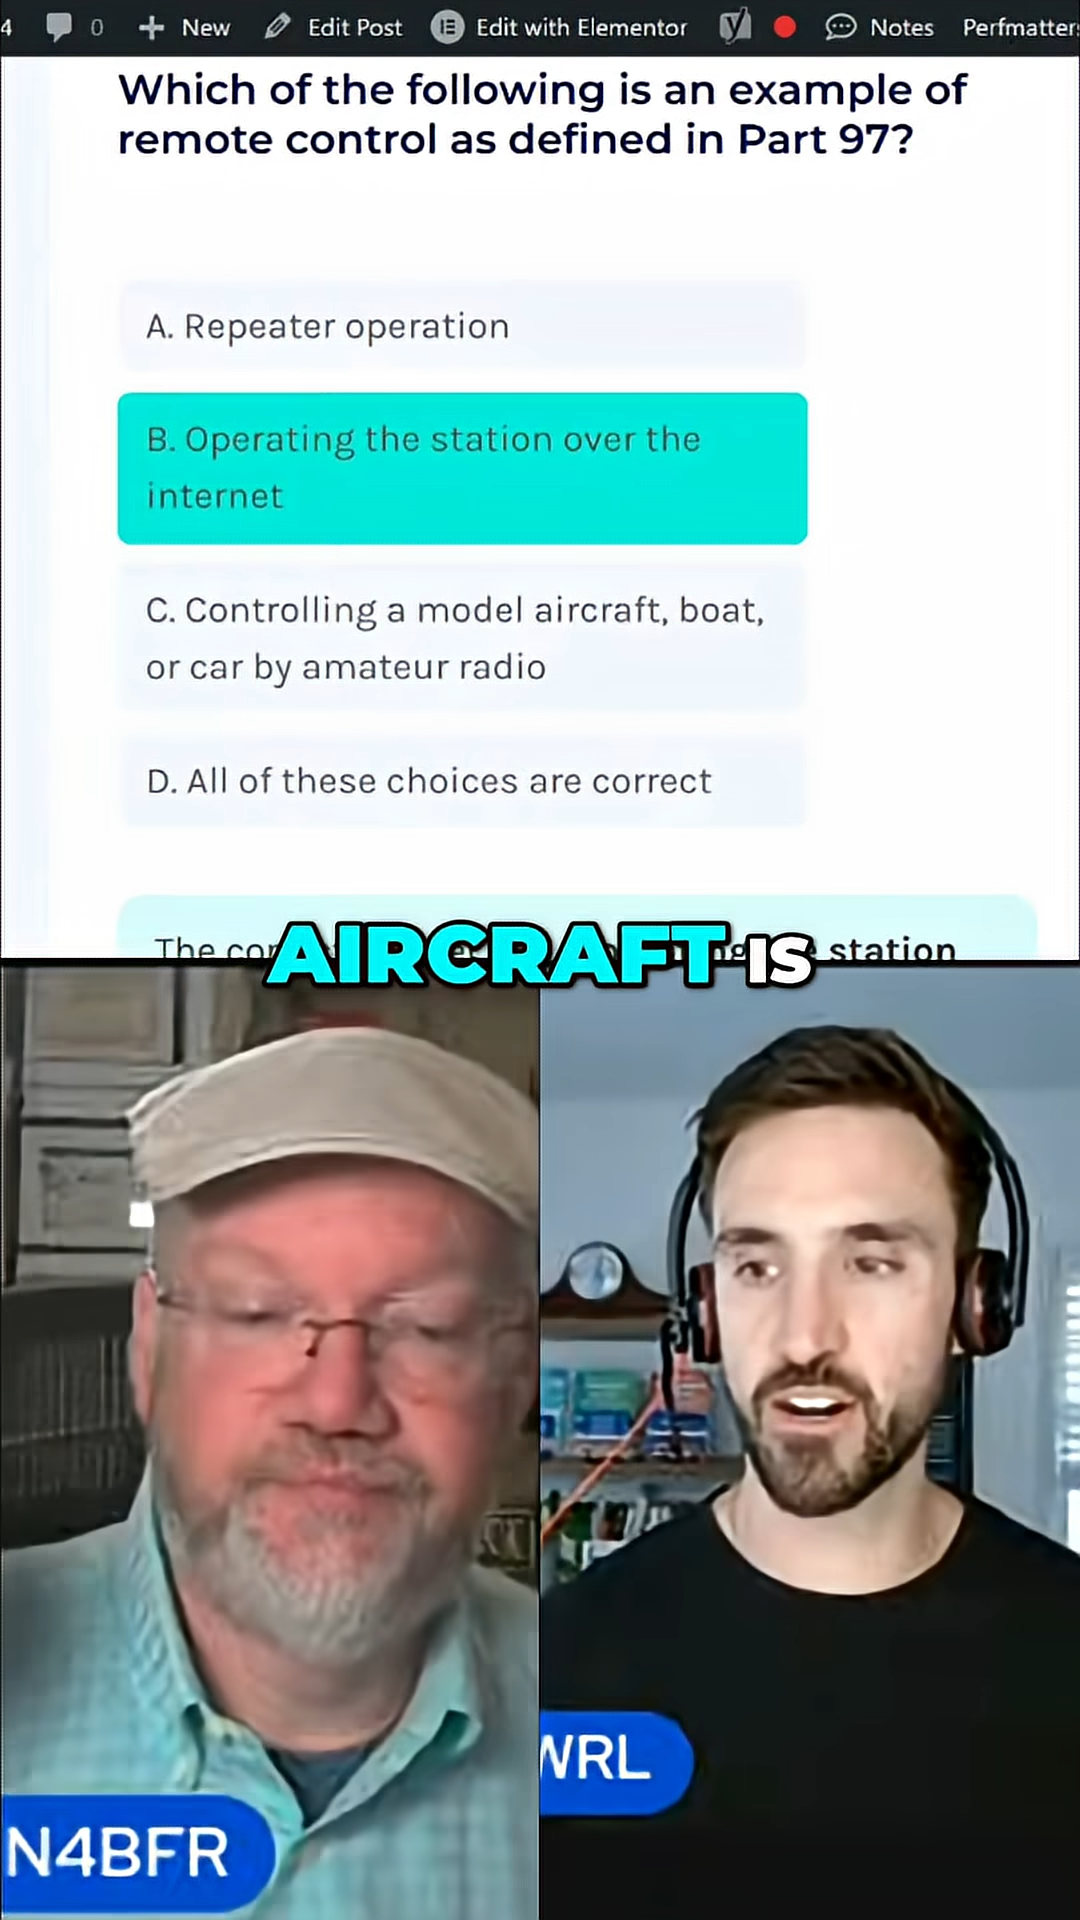 4 0 New Edit Post Edit with Elementor Notes Perfmatter
Which of the following is an example of
remote control as defined in Part 97?
A. Repeater operation
B. Operating the station over the
internet
C. Controlling a model aircraft, boat,
or car by amateur radio
D. All of these choices are correct
The station
AIRCRAFT IS
WRL
N4BFR